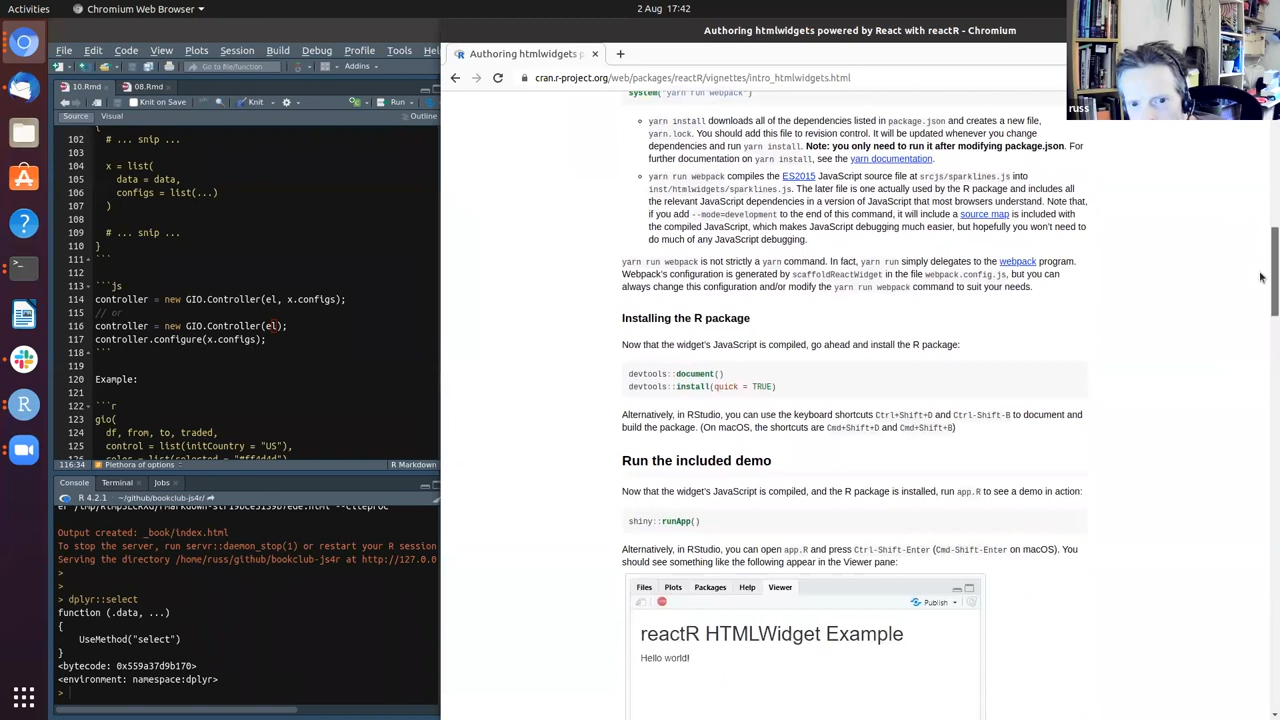 Activities
Chromium Web Browser
2 Aug 17:42
File Edit Code View Plots Session Build Debug Profile Tools
Go to file/function
Addins
10.Rmd
08.Rmd
Knit on Save
Knit
Run
Source Visual
Outline
102 # ... snip ...
103
104 x = list(
105 data = data,
106 configs = list(...)
107 )
108
109 # ... snip ...
110 }
111 ```
112
113 ```js
114 controller = new GIO.Controller(el, x.configs);
115 // or
116 controller = new GIO.Controller(el);
117 controller.configure(x.configs);
118 ```
119
120 Example:
121
122 ```r
123 gio(
124 df, from, to, traded,
125 control = list(initCountry = "US"),
116:34 Plethora of options
R Markdown
Console Terminal Jobs
R 4.2.1 · ~/github/bookclub-js4r/
Output created: _book/index.html
To stop the server, run servr::daemon_stop(1) or restart your R session
Serving the directory /home/russ/github/bookclub-js4r at http://127.0.0
>
>
> dplyr::select
function (.data, ...)
{
UseMethod("select")
}
<bytecode: 0x559a37d9b170>
<environment: namespace:dplyr>
>
Authoring htmlwidgets powered by React with reactR - Chromium
Authoring htmlwidgets p
cran.r-project.org/web/packages/reactR/vignettes/intro_htmlwidgets.html
russ
system("yarn run webpack")
yarn install downloads all of the dependencies listed in package.json and creates a new file,
yarn.lock. You should add this file to revision control. It will be updated whenever you change
dependencies and run yarn install. Note: you only need to run it after modifying package.json. For
further documentation on yarn install, see the yarn documentation.
yarn run webpack compiles the ES2015 JavaScript source file at srcjs/sparklines.js into
inst/htmlwidgets/sparklines.js. The later file is one actually used by the R package and includes all
the relevant JavaScript dependencies in a version of JavaScript that most browsers understand. Note that,
if you add --mode=development to the end of this command, it will include a source map is included with
the compiled JavaScript, which makes JavaScript debugging much easier, but hopefully you won't need to
do much of any JavaScript debugging.
yarn run webpack is not strictly a yarn command. In fact, yarn run simply delegates to the webpack program.
Webpack's configuration is generated by scaffoldReactWidget in the file webpack.config.js, but you can
always change this configuration and/or modify the yarn run webpack command to suit your needs.
Installing the R package
Now that the widget's JavaScript is compiled, go ahead and install the R package:
devtools::document()
devtools::install(quick = TRUE)
Alternatively, in RStudio, you can use the keyboard shortcuts Ctrl+Shift+D and Ctrl-Shift-B to document and
build the package. (On macOS, the shortcuts are Cmd+Shift+D and Cmd+Shift+B)
Run the included demo
Now that the widget's JavaScript is compiled, and the R package is installed, run app.R to see a demo in action:
shiny::runApp()
Alternatively, in RStudio, you can open app.R and press Ctrl-Shift-Enter (Cmd-Shift-Enter on macOS). You
should see something like the following appear in the Viewer pane:
Files Plots Packages Help Viewer
Publish
reactR HTMLWidget Example
Hello world!